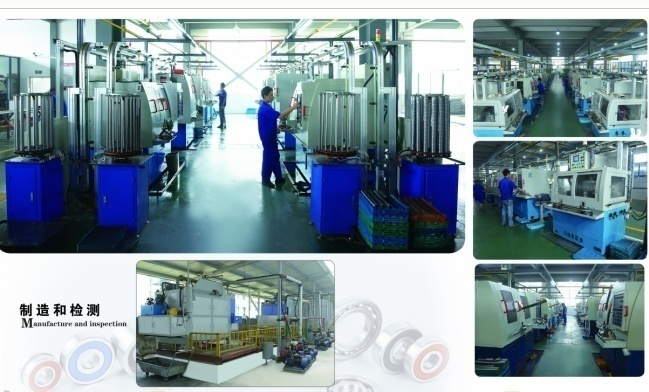 制造和检测
Manufacture and inspection